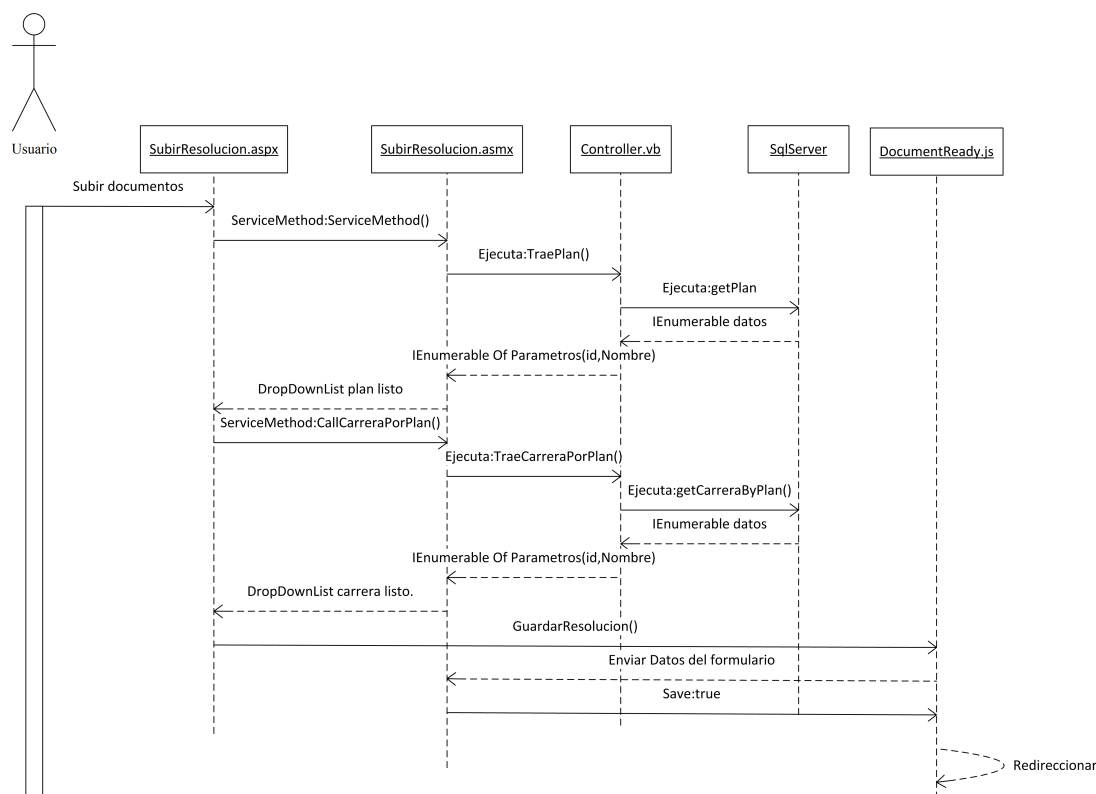 Usuario
SubirResolucion.aspx
SubirResolucion.asmx
Controller.vb
SqlServer
DocumentReady.js
Subir documentos
ServiceMethod:ServiceMethod()
Ejecuta:TraePlan()
Ejecuta:getPlan
IEnumerable datos
IEnumerable Of Parametros(id,Nombre)
DropDownList plan listo
ServiceMethod:CallCarreraPorPlan()
Ejecuta:TraeCarreraPorPlan()
Ejecuta:getCarreraByPlan()
IEnumerable datos
IEnumerable Of Parametros(id,Nombre)
DropDownList carrera listo.
GuardarResolucion()
Enviar Datos del formulario
Save:true
Redireccionar